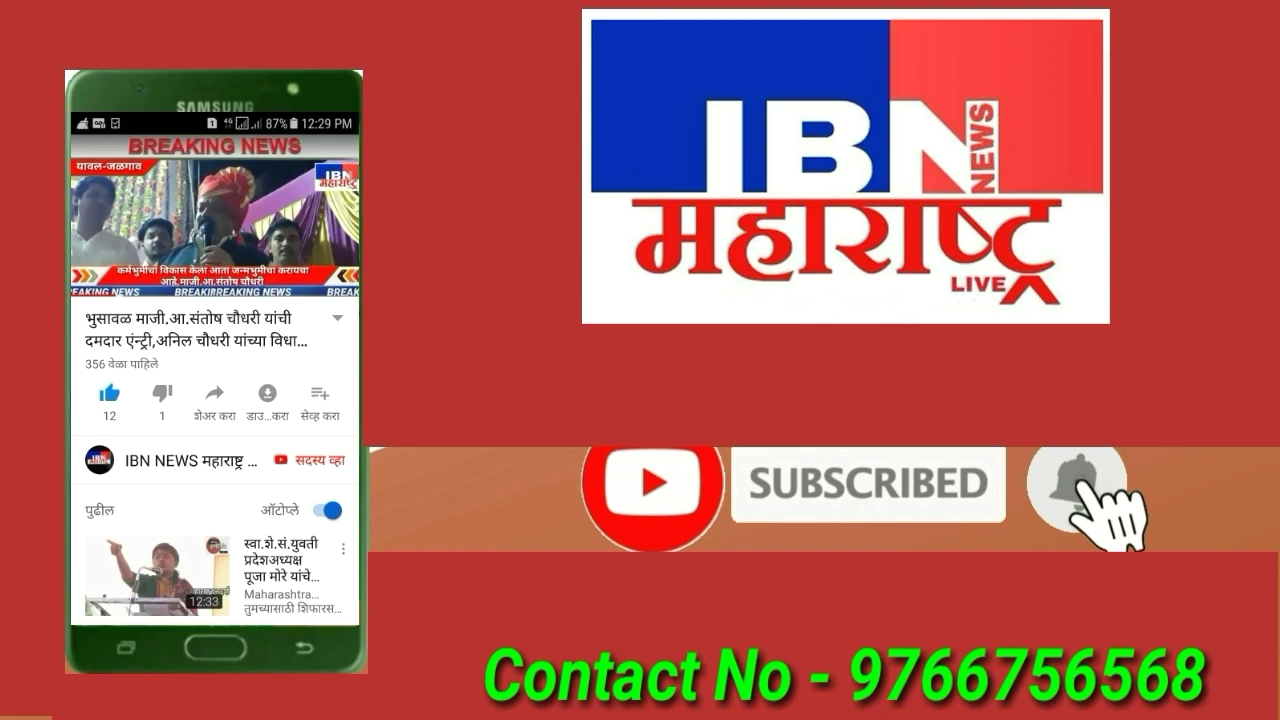 SAMSUNG
4G 87% 12:29 PM
BREAKING NEWS
यावल-जळगाव
IBN
महाराष्ट्र
कर्मभुमीचा विकास केला आता जन्मभुमीचा करायचा
आहे,माजी.आ.संतोष चौधरी
EAKING NEWS BREAKIBREAKING NEWS BREAK
भुसावळ माजी.आ.संतोष चौधरी यांची
दमदार एंन्ट्री,अनिल चौधरी यांच्या विधा...
356 वेळा पाहिले
12 1 शेअर करा डाउ...करा सेव्ह करा
IBN NEWS महाराष्ट्र ... सदस्य व्हा
पुढील ऑटोप्ले
स्वा.शे.सं.युवती
प्रदेशअध्यक्ष
पूजा मोरे यांचे...
Maharashtra...
तुमच्यासाठी शिफारस...
12:33
IBN NEWS
महाराष्ट्र
LIVE
SUBSCRIBED
Contact No - 9766756568